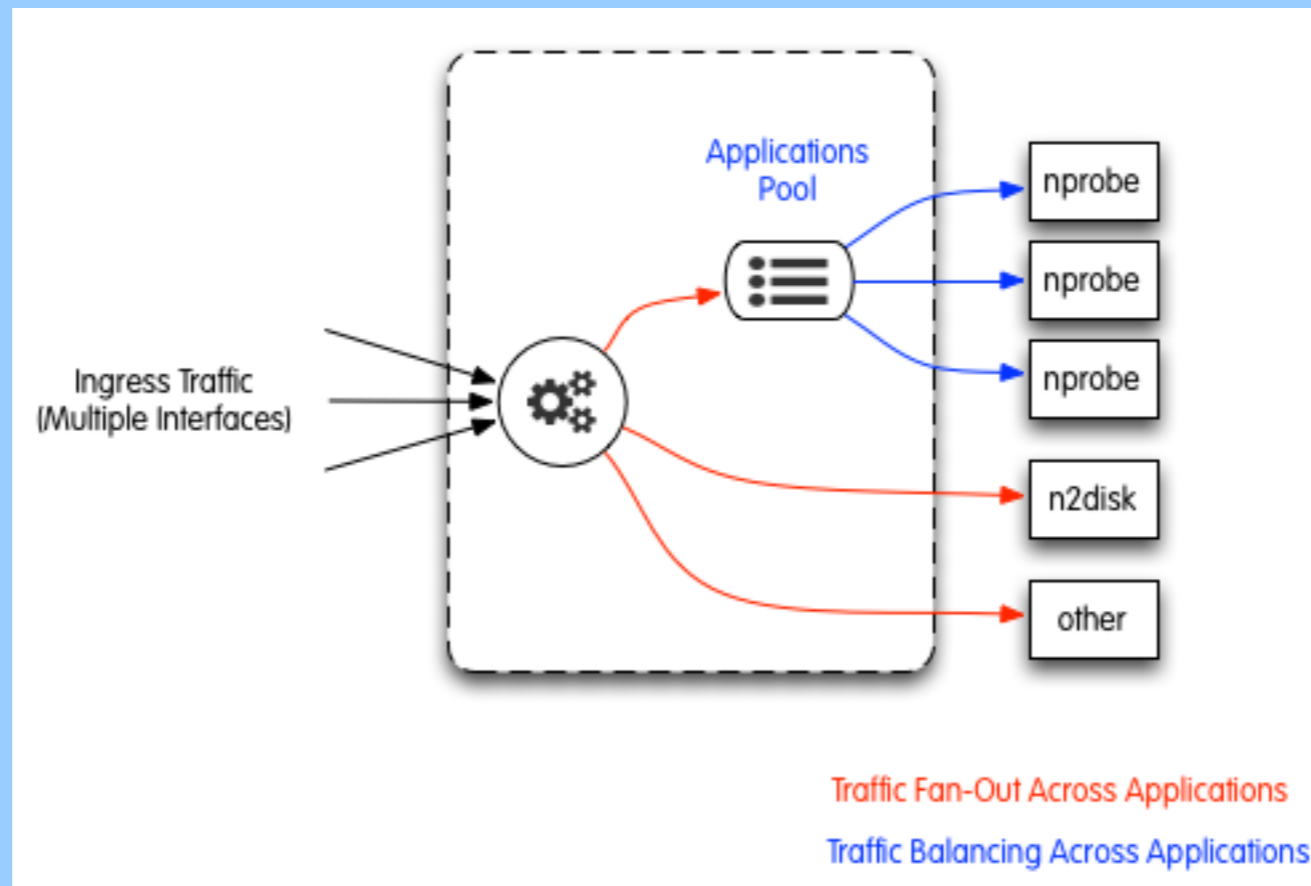 Applications
Pool
nprobe
nprobe
nprobe
Ingress Traffic
(Multiple Interfaces)
n2disk
other
Traffic Fan-Out Across Applications
Traffic Balancing Across Applications